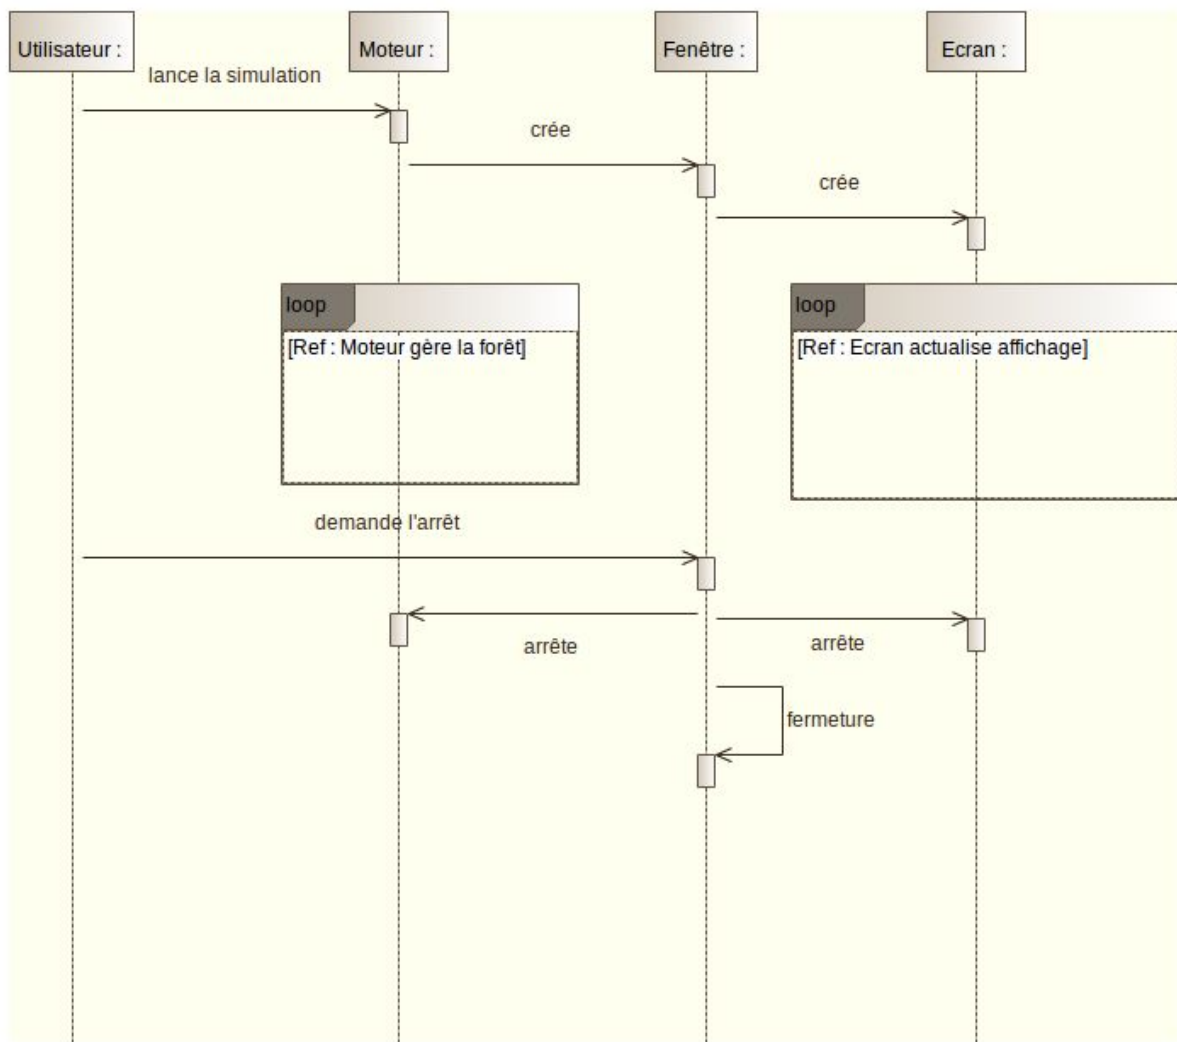 Utilisateur :
Moteur :
Fenêtre :
Ecran :
lance la simulation
crée
crée
loop
[Ref : Moteur gère la forêt]
loop
[Ref : Ecran actualise affichage]
demande l'arrêt
arrête
arrête
fermeture